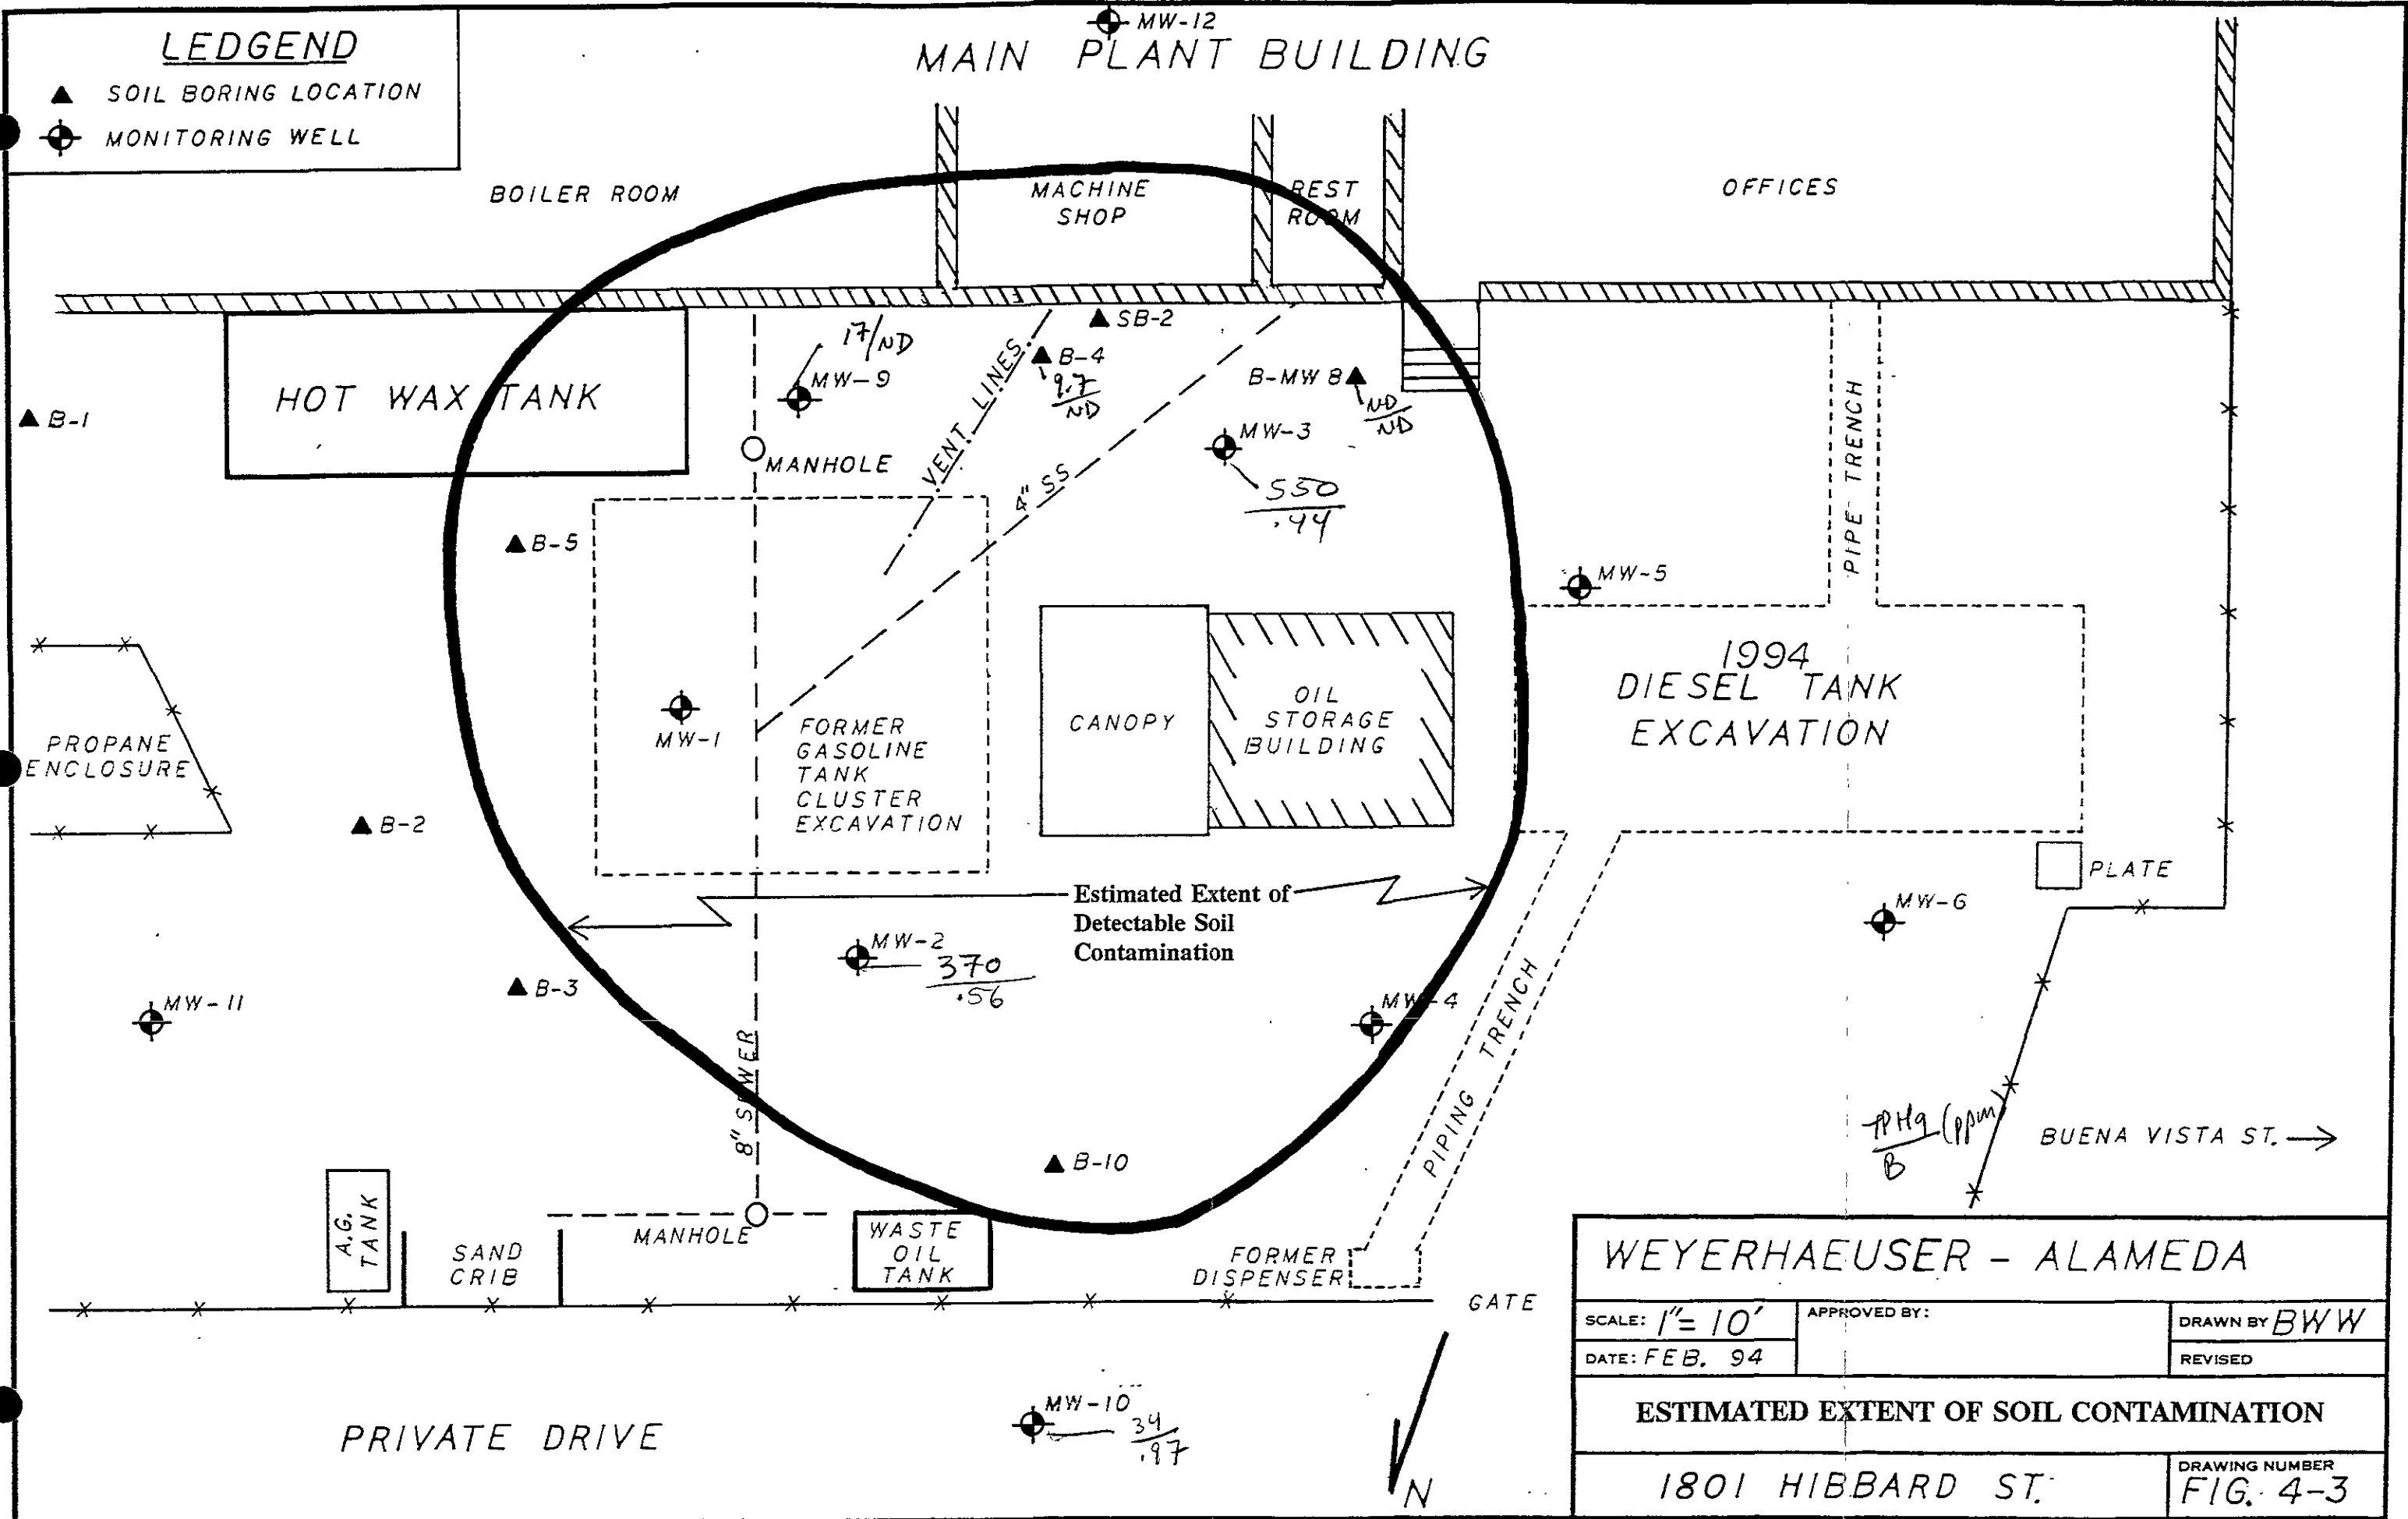 LEDGEND
SOIL BORING LOCATION
MONITORING WELL
MW-12
MAIN PLANT BUILDING
BOILER ROOM
MACHINE
SHOP
REST
ROOM
OFFICES
HOT WAX TANK
B-1
17/ND
MW-9
MANHOLE
VENT LINES
SB-2
B-4
9.7
ND
4" SS
B-MW 8
ND
ND
MW-3
550
.44
PIPE TRENCH
B-5
MW-5
MW-1
FORMER
GASOLINE
TANK
CLUSTER
EXCAVATION
CANOPY
OIL
STORAGE
BUILDING
1994
DIESEL TANK
EXCAVATION
PROPANE
ENCLOSURE
B-2
PLATE
Estimated Extent of
Detectable Soil
Contamination
MW-6
MW-2
370
.56
B-3
MW-11
MW-4
PIPING TRENCH
8" SEWER
B-10
TPHg (ppm)
B
BUENA VISTA ST.
A.G.
TANK
SAND
CRIB
MANHOLE
WASTE
OIL
TANK
FORMER
DISPENSER
GATE
PRIVATE DRIVE
MW-10
34
.97
N
WEYERHAEUSER - ALAMEDA
SCALE: 1"= 10'
APPROVED BY:
DRAWN BY BWW
DATE: FEB. 94
REVISED
ESTIMATED EXTENT OF SOIL CONTAMINATION
1801 HIBBARD ST.
DRAWING NUMBER
FIG. 4-3